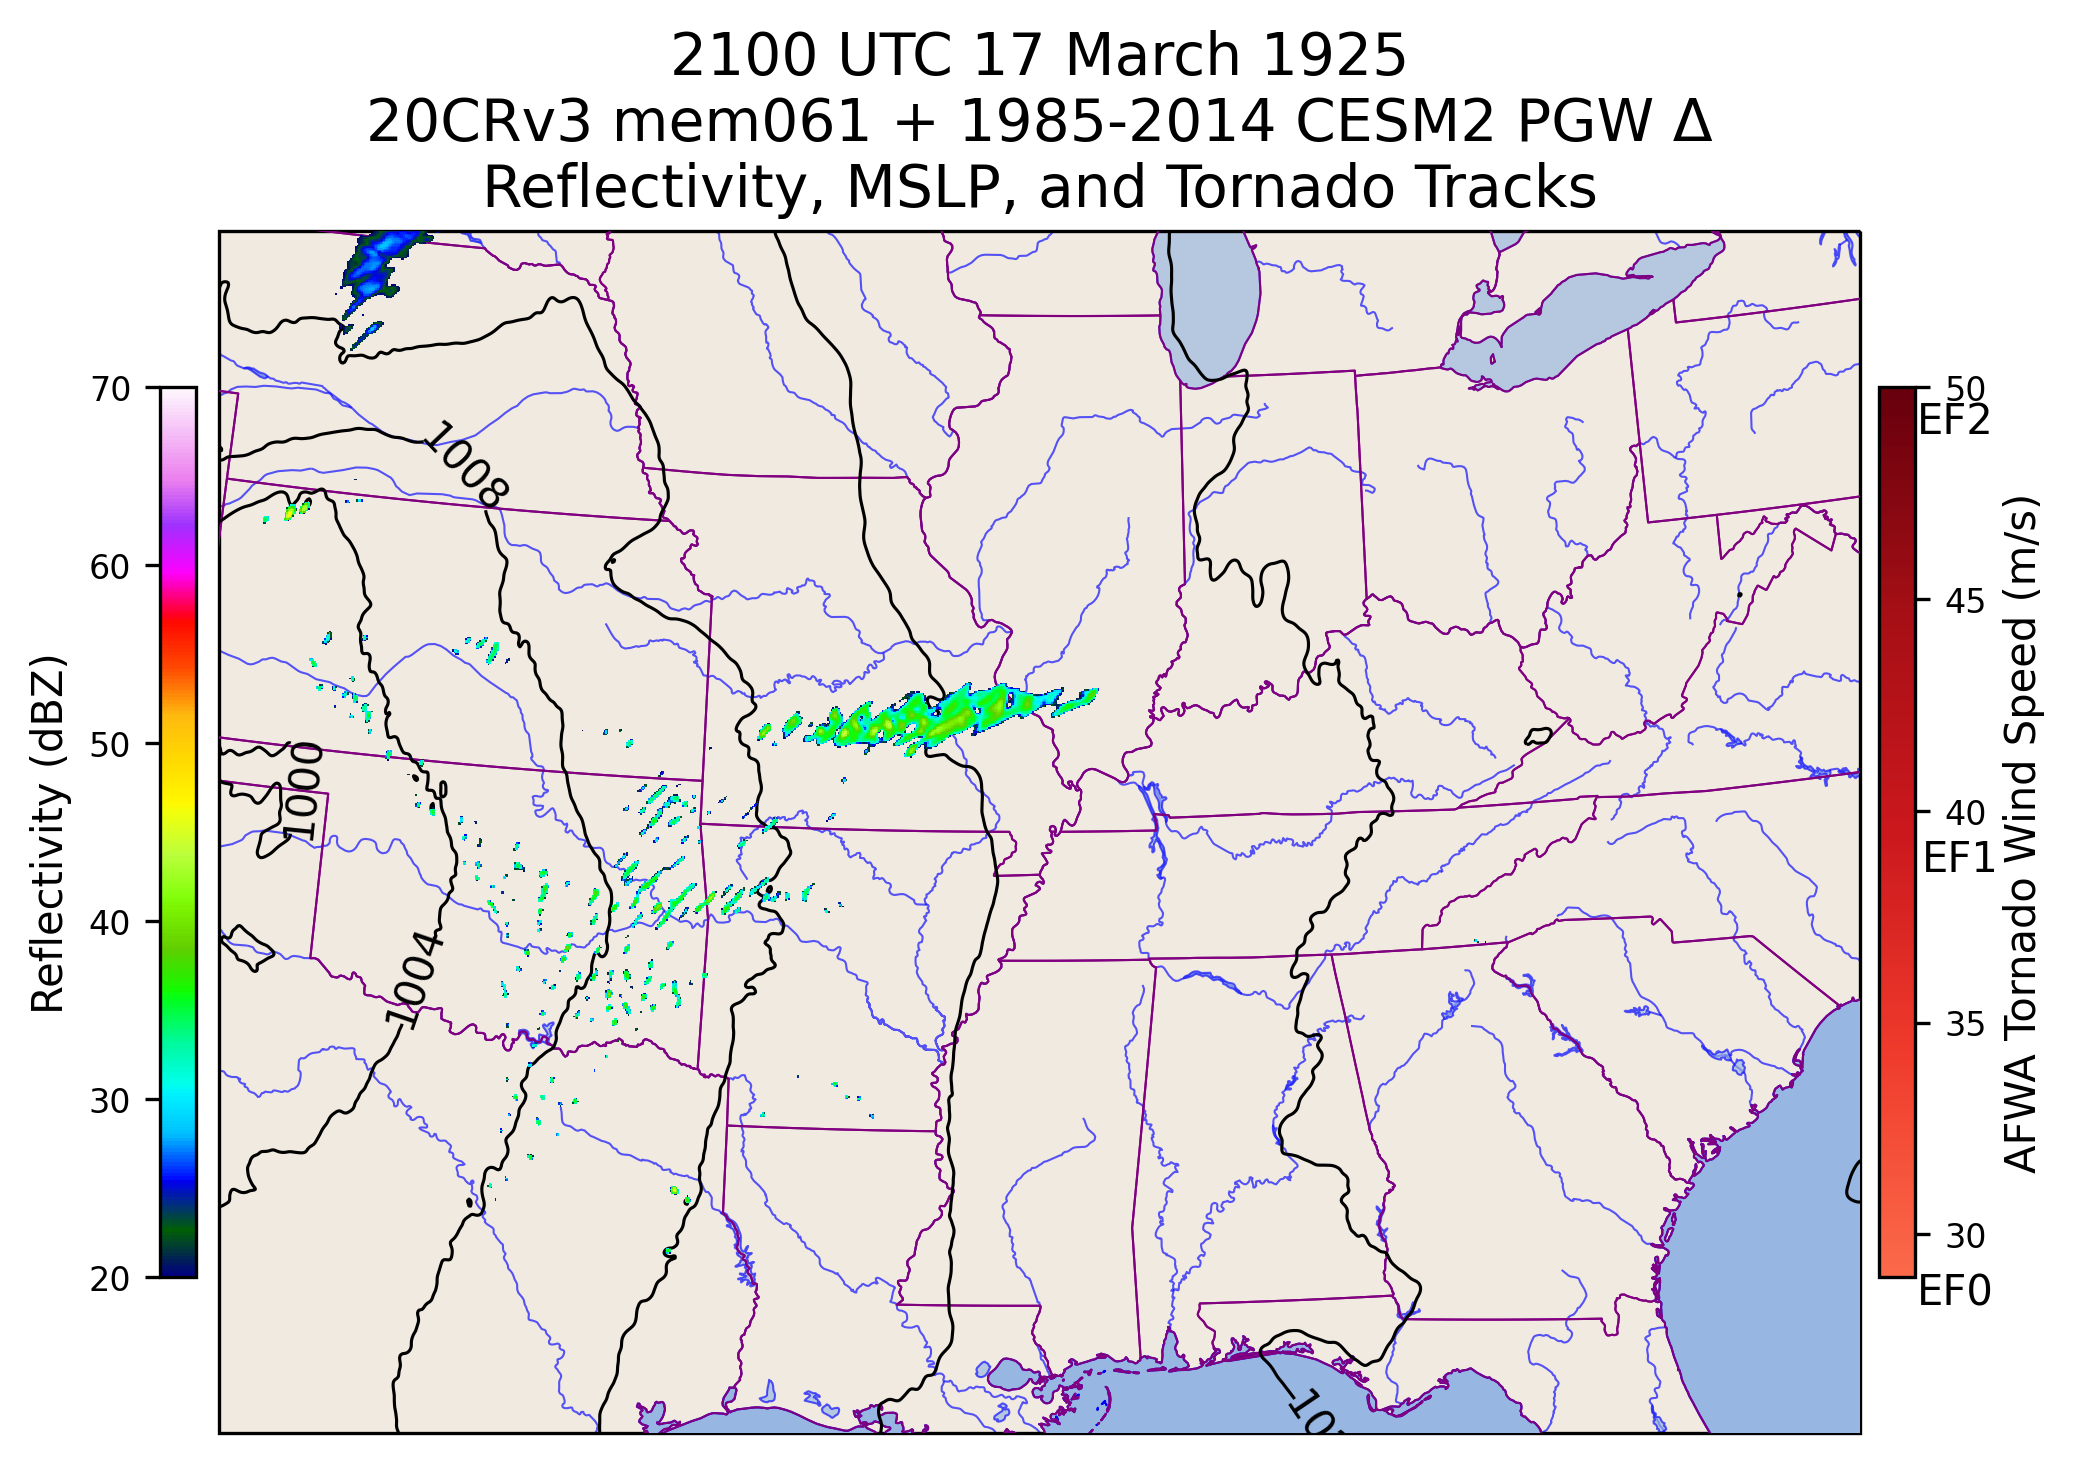 2100 UTC 17 March 1925
20CRv3 mem061 + 1985-2014 CESM2 PGW Δ
Reflectivity, MSLP, and Tornado Tracks
70
60
50
40
30
20
Reflectivity (dBZ)
1008
1000
1004
50
EF2
45
40
EF1
35
30
EF0
AFWA Tornado Wind Speed (m/s)